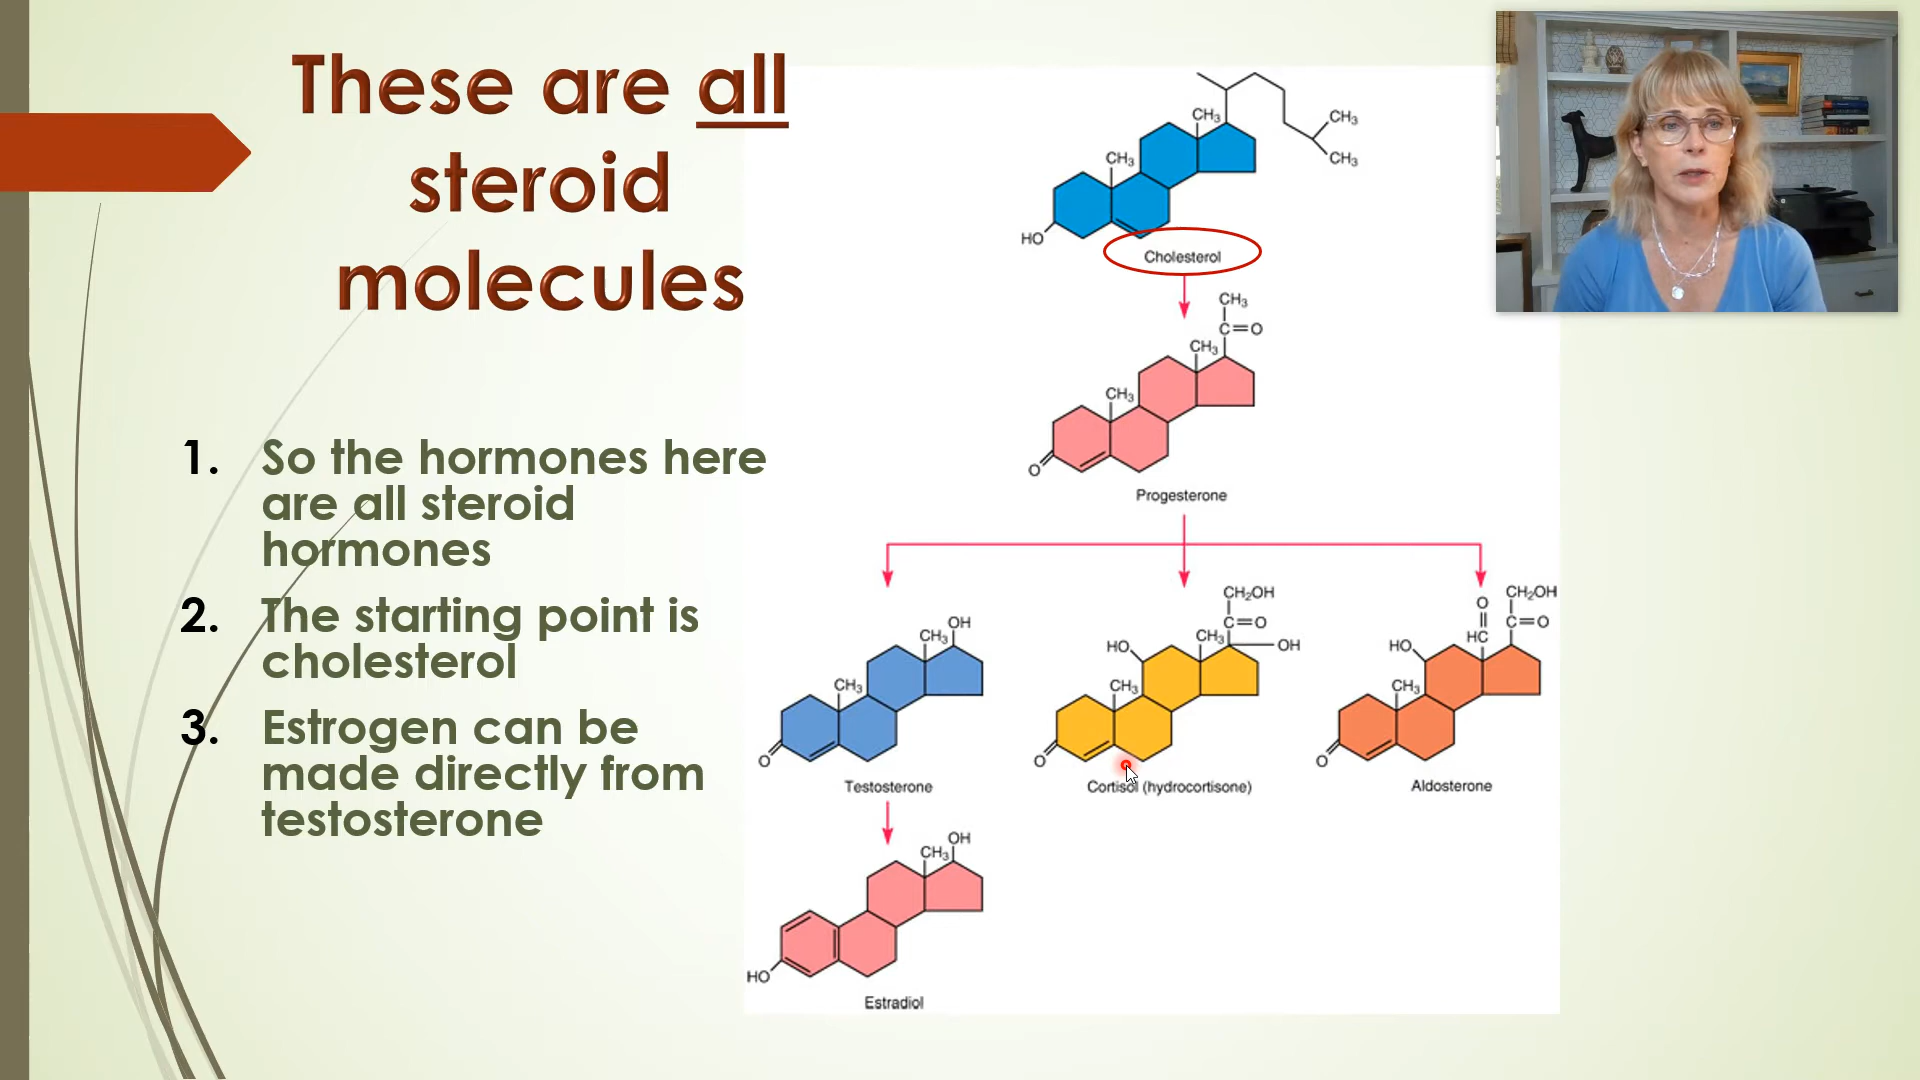 These are all
steroid
molecules
1. So the hormones here
are all steroid
hormones
2. The starting point is
cholesterol
3. Estrogen can be
made directly from
testosterone
CH₃
CH₃
CH₃
CH₃
HO
Cholesterol
CH₃
C=O
CH₃
CH₃
O
Progesterone
OH
CH₃
CH₃
O
Testosterone
CH₂OH
C=O
CH₃
OH
HO
CH₃
O
Cortisol (hydrocortisone)
CH₂OH
O
C=O
HC
HO
CH₃
O
Aldosterone
OH
CH₃
HO
Estradiol